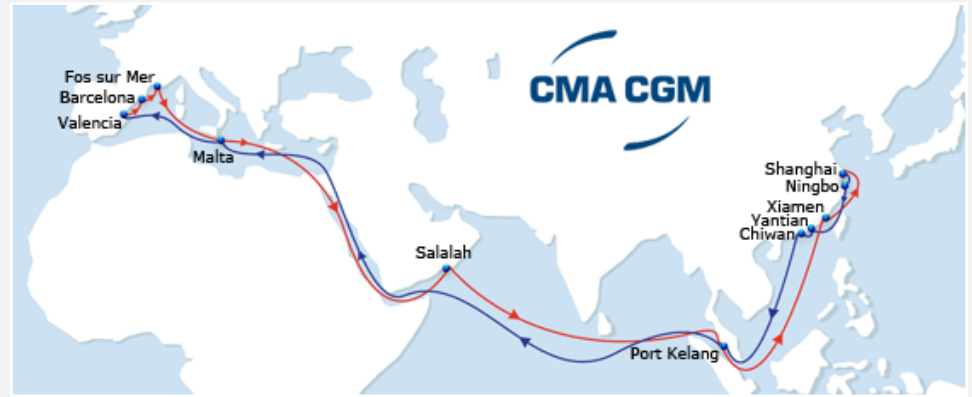 Fos sur Mer
Barcelona
Valencia
Malta
CMA CGM
Salalah
Port Kelang
Shanghai
Ningbo
Xiamen
Yantian
Chiwan